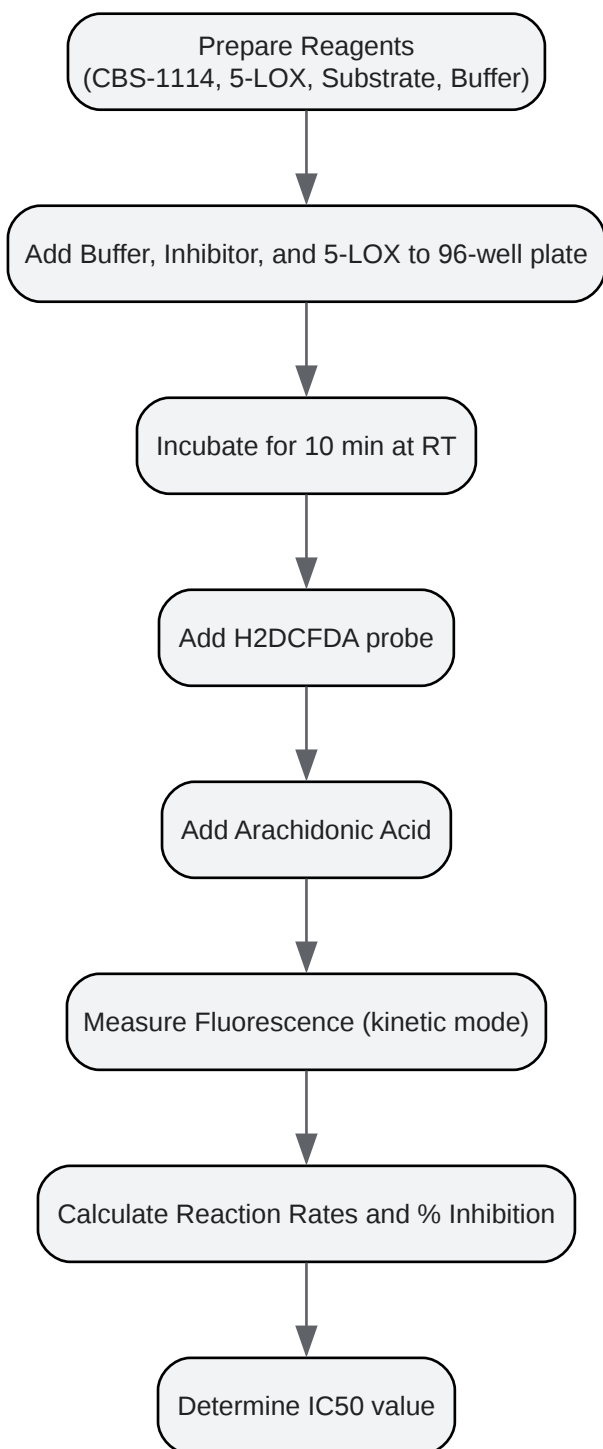 Prepare Reagents
(CBS-1114, 5-LOX, Substrate, Buffer)
Add Buffer, Inhibitor, and 5-LOX to 96-well plate
Incubate for 10 min at RT
Add H2DCFDA probe
Add Arachidonic Acid
Measure Fluorescence (kinetic mode)
Calculate Reaction Rates and % Inhibition
Determine IC50 value